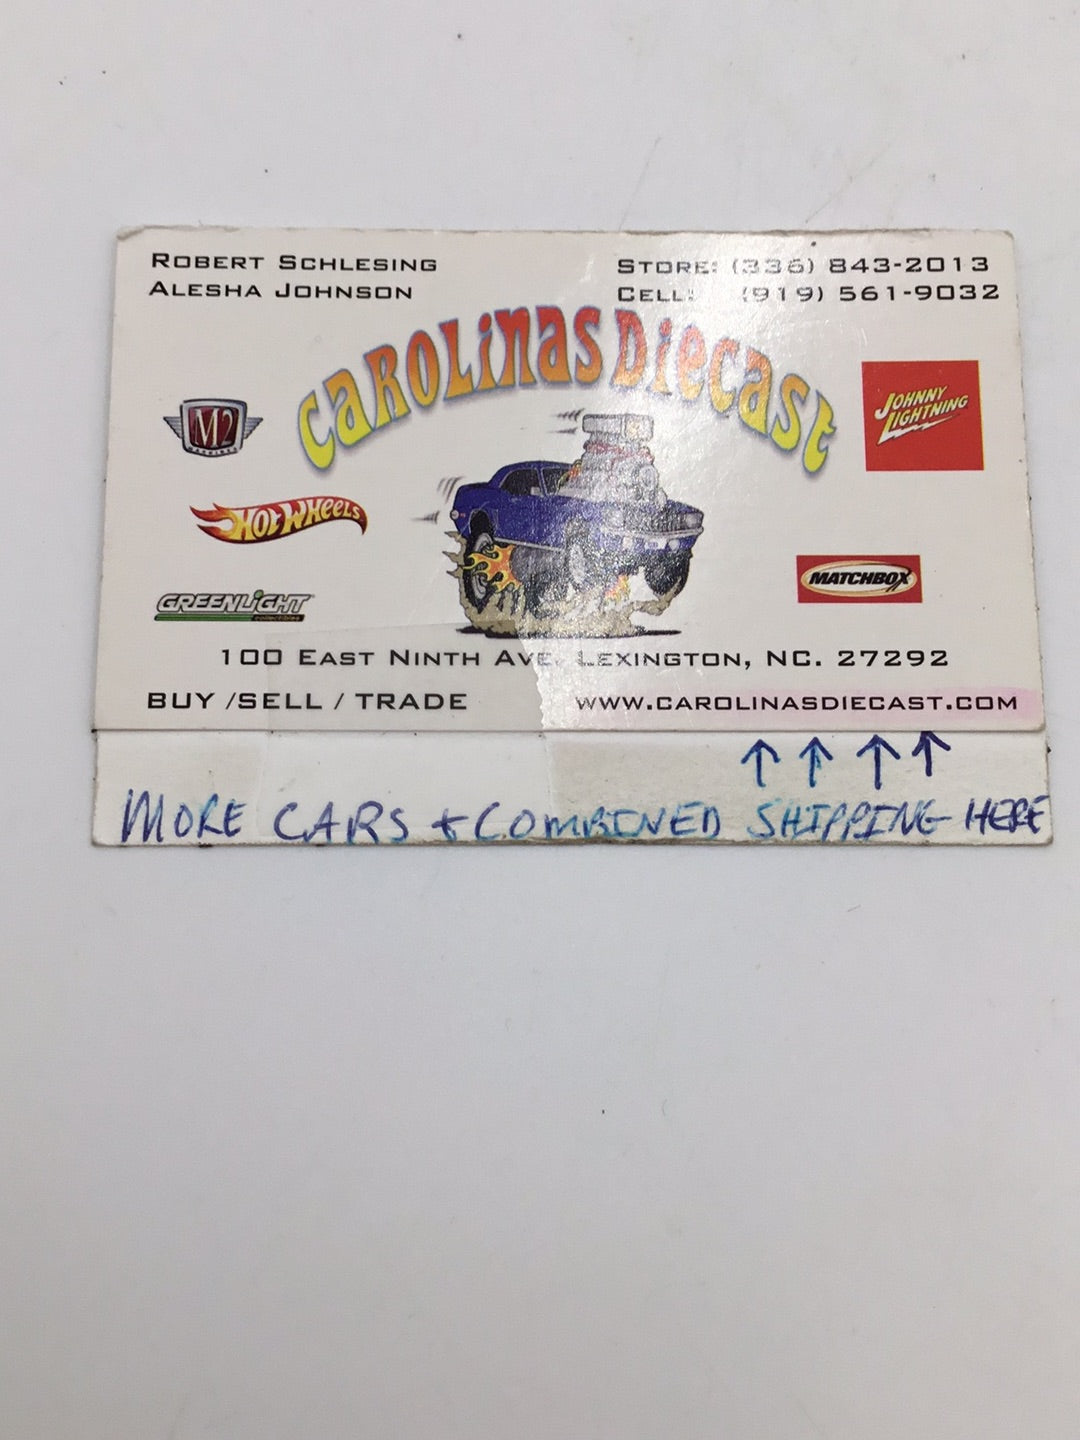 ROBERT SCHLESING
ALESHA JOHNSON
STORE: (336) 843-2013
CELL: (919) 561-9032
CAROLINAS DIECAST
M2
MACHINES
JOHNNY
LIGHTNING
HOT WHEELS
MATCHBOX
GREENLIGHT
collectibles
100 EAST NINTH AVE. LEXINGTON, NC. 27292
BUY /SELL / TRADE
WWW.CAROLINASDIECAST.COM
↑ ↑ ↑ ↑
MORE CARS + COMBINED SHIPPING HERE